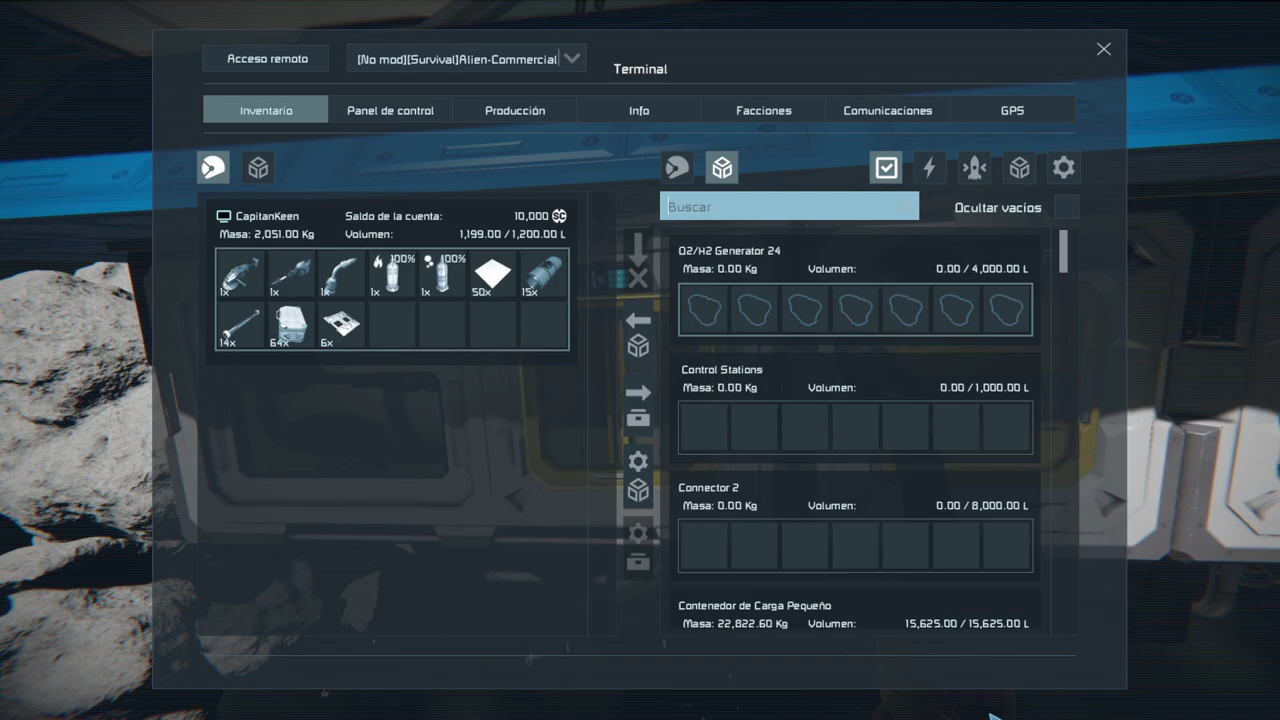 Acceso remoto
[No mod][Survival]Alien-Commercial
Terminal
Inventario
Panel de control
Producción
Info
Facciones
Comunicaciones
GPS
CapitanKeen
Saldo de la cuenta:
10,000 SC
Masa: 2,051.00 Kg
Volumen:
1,199.00 / 1,200.00 L
1x
1x
1x
100%
1x
100%
1x
50x
15x
14x
64x
6x
Buscar
Ocultar vacíos
O2/H2 Generator 24
Masa: 0.00 Kg
Volumen:
0.00 / 4,000.00 L
Control Stations
Masa: 0.00 Kg
Volumen:
0.00 / 1,000.00 L
Connector 2
Masa: 0.00 Kg
Volumen:
0.00 / 8,000.00 L
Contenedor de Carga Pequeño
Masa: 22,822.60 Kg
Volumen:
15,625.00 / 15,625.00 L